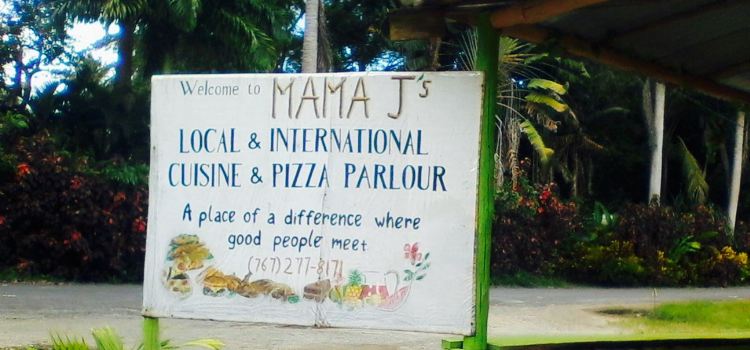 Welcome to MAMA J's
LOCAL & INTERNATIONAL
CUISINE & PIZZA PARLOUR
A place of a difference where
good people meet
(767) 277-8171